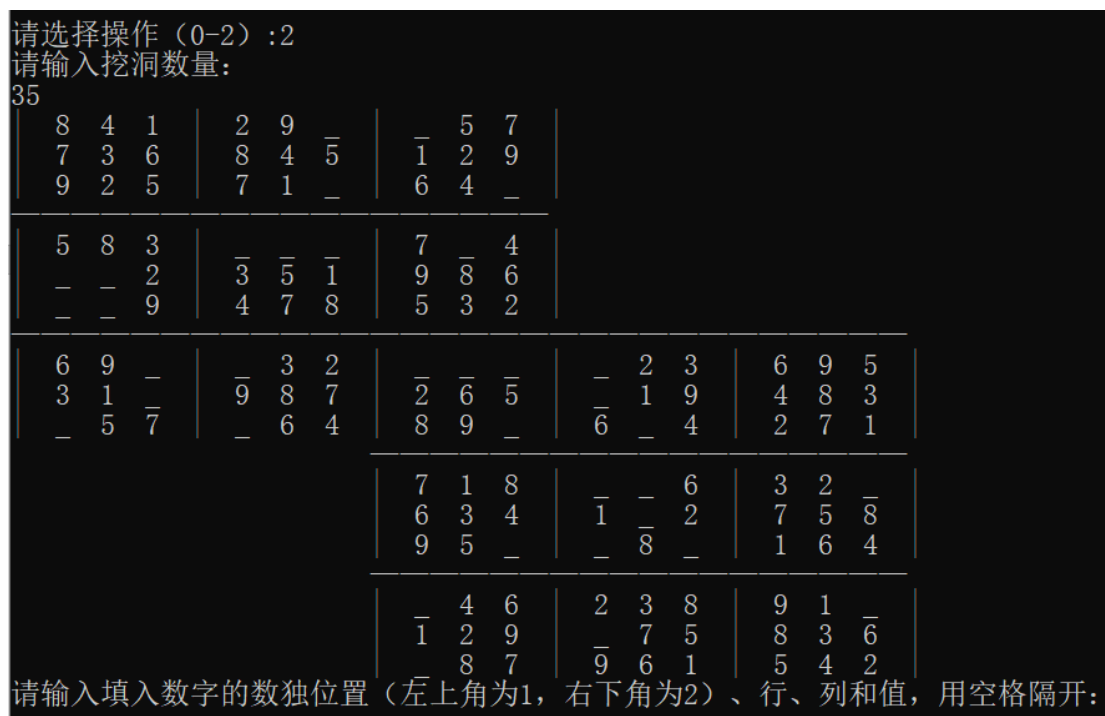 请选择操作（0-2）:2
请输入挖洞数量：
35
| 8 4 1 | 2 9 _ | _ 5 7 |
| 7 3 6 | 8 4 5 | 1 2 9 |
| 9 2 5 | 7 1 _ | 6 4 _ |
| 5 8 3 | _ _ _ | 7 _ 4 |
| _ _ 2 | 3 5 1 | 9 8 6 |
| _ _ 9 | 4 7 8 | 5 3 2 |
| 6 9 _ | _ 3 2 | _ _ _ | _ 2 3 | 6 9 5 |
| 3 1 _ | 9 8 7 | 2 6 5 | _ 1 9 | 4 8 3 |
| _ 5 7 | _ 6 4 | 8 9 _ | 6 _ 4 | 2 7 1 |
| 7 1 8 | _ _ 6 | 3 2 _ |
| 6 3 4 | 1 _ 2 | 7 5 8 |
| 9 5 _ | _ 8 _ | 1 6 4 |
| _ 4 6 | 2 3 8 | 9 1 _ |
| 1 2 9 | _ 7 5 | 8 3 6 |
| _ 8 7 | 9 6 1 | 5 4 2 |
请输入填入数字的数独位置（左上角为1，右下角为2）、行、列和值，用空格隔开：